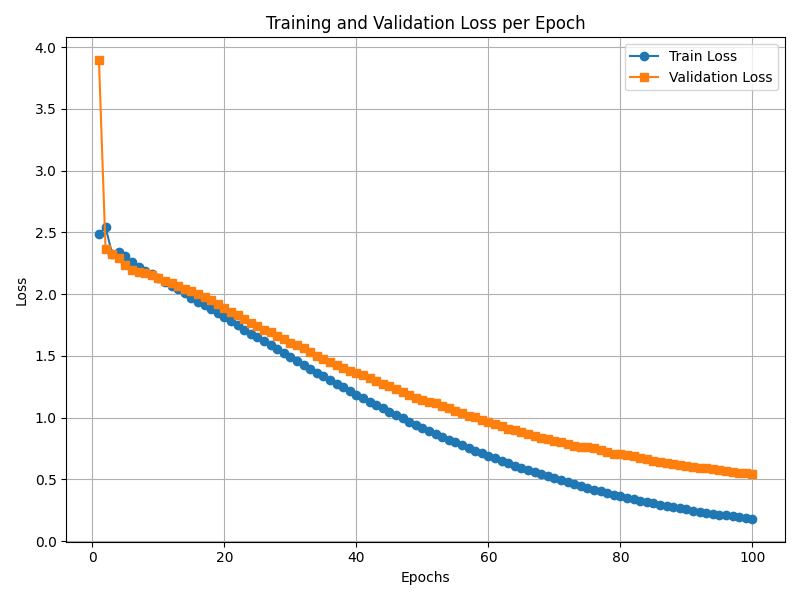 Training and Validation Loss per Epoch
Train Loss
Validation Loss
4.0
3.5
3.0
2.5
2.0
1.5
1.0
0.5
0.0
Loss
0 20 40 60 80 100
Epochs